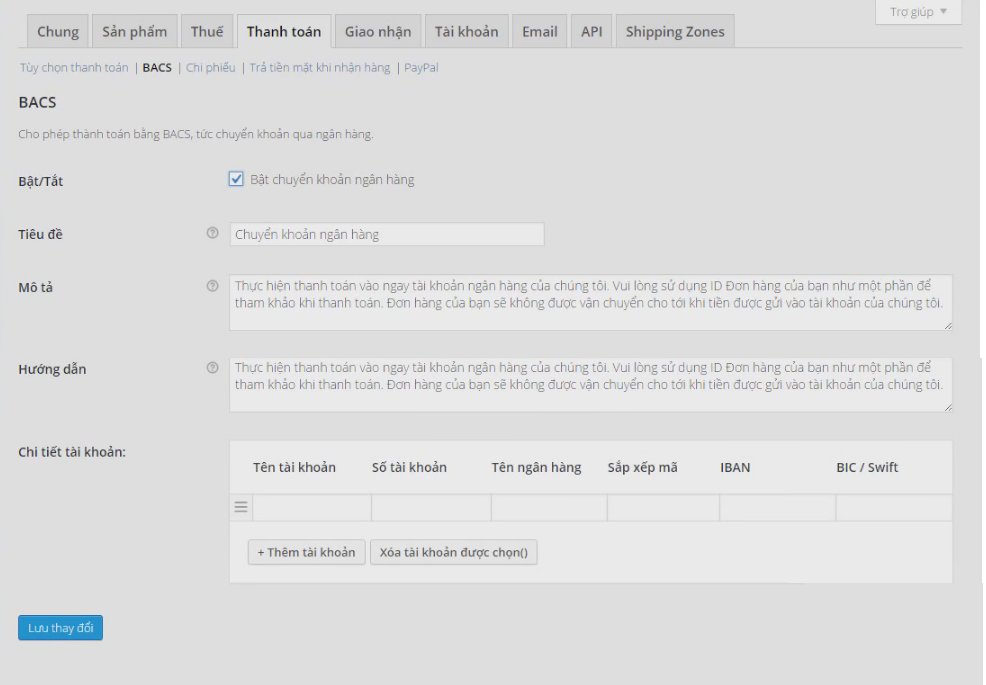 Trợ giúp ▼
Chung Sản phẩm Thuế Thanh toán Giao nhận Tài khoản Email API Shipping Zones
Tùy chọn thanh toán | BACS | Chi phiếu | Trả tiền mặt khi nhận hàng | PayPal
BACS
Cho phép thành toán bằng BACS, tức chuyển khoản qua ngân hàng.
Bật/Tắt Bật chuyển khoản ngân hàng
Tiêu đề ? Chuyển khoản ngân hàng
Mô tả ? Thực hiện thanh toán vào ngay tài khoản ngân hàng của chúng tôi. Vui lòng sử dụng ID Đơn hàng của bạn như một phần để
tham khảo khi thanh toán. Đơn hàng của bạn sẽ không được vận chuyển cho tới khi tiền được gửi vào tài khoản của chúng tôi.
Hướng dẫn ? Thực hiện thanh toán vào ngay tài khoản ngân hàng của chúng tôi. Vui lòng sử dụng ID Đơn hàng của bạn như một phần để
tham khảo khi thanh toán. Đơn hàng của bạn sẽ không được vận chuyển cho tới khi tiền được gửi vào tài khoản của chúng tôi.
Chi tiết tài khoản:
Tên tài khoản Số tài khoản Tên ngân hàng Sắp xếp mã IBAN BIC / Swift
+ Thêm tài khoản Xóa tài khoản được chọn()
Lưu thay đổi